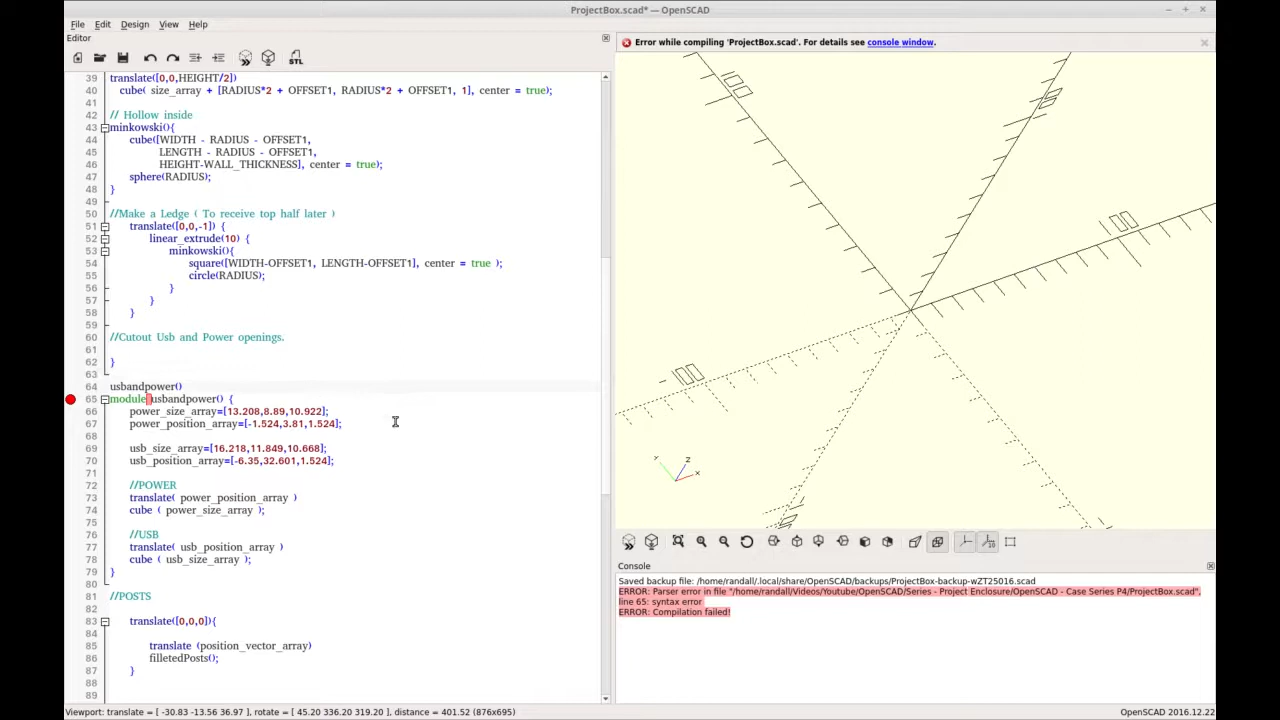 ProjectBox.scad* — OpenSCAD
File Edit Design View Help
Editor
STL
39 translate([0,0,HEIGHT/2])
40 cube( size_array + [RADIUS*2 + OFFSET1, RADIUS*2 + OFFSET1, 1], center = true);
41
42 // Hollow inside
43 minkowski(){
44 cube([WIDTH - RADIUS - OFFSET1,
45 LENGTH - RADIUS - OFFSET1,
46 HEIGHT-WALL_THICKNESS], center = true);
47 sphere(RADIUS);
48 }
49
50 //Make a Ledge ( To receive top half later )
51 translate([0,0,-1]) {
52 linear_extrude(10) {
53 minkowski(){
54 square([WIDTH-OFFSET1, LENGTH-OFFSET1], center = true );
55 circle(RADIUS);
56 }
57 }
58 }
59
60 //Cutout Usb and Power openings.
61
62 }
63
64 usbandpower()
65 module usbandpower() {
66 power_size_array=[13.208,8.89,10.922];
67 power_position_array=[-1.524,3.81,1.524];
68
69 usb_size_array=[16.218,11.849,10.668];
70 usb_position_array=[-6.35,32.601,1.524];
71
72 //POWER
73 translate( power_position_array )
74 cube ( power_size_array );
75
76 //USB
77 translate( usb_position_array )
78 cube ( usb_size_array );
79 }
80
81 //POSTS
82
83 translate([0,0,0]){
84
85 translate (position_vector_array)
86 filletedPosts();
87 }
88
89
Error while compiling 'ProjectBox.scad'. For details see console window.
Y Z X
10
Console
Saved backup file: /home/randall/.local/share/OpenSCAD/backups/ProjectBox-backup-wZT25016.scad
ERROR: Parser error in file "/home/randall/Videos/Youtube/OpenSCAD/Series - Project Enclosure/OpenSCAD - Case Series P4/ProjectBox.scad",
line 65: syntax error
ERROR: Compilation failed!
Viewport: translate = [ -30.83 -13.56 36.97 ], rotate = [ 45.20 336.20 319.20 ], distance = 401.52 (876x695)
OpenSCAD 2016.12.22